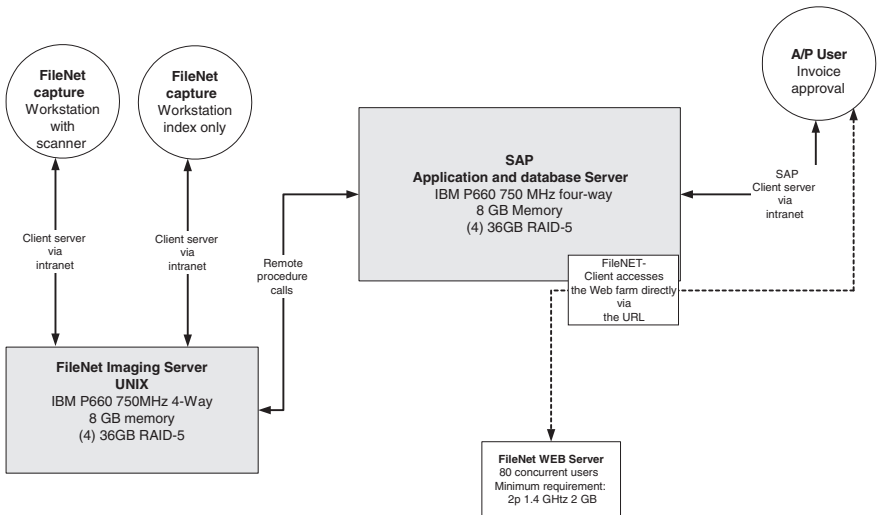 FileNet
capture
Workstation
with
scanner
FileNet
capture
Workstation
index only
A/P User
Invoice
approval
SAP
Application and database Server
IBM P660 750 MHz four-way
8 GB Memory
(4) 36GB RAID-5
SAP
Client server
via
intranet
Client server
via
intranet
Client server
via
intranet
Remote
procedure
calls
FileNET-
Client accesses
the Web farm directly
via
the URL
FileNet Imaging Server
UNIX
IBM P660 750MHz 4-Way
8 GB memory
(4) 36GB RAID-5
FileNet WEB Server
80 concurrent users
Minimum requirement:
2p 1.4 GHtz 2 GB